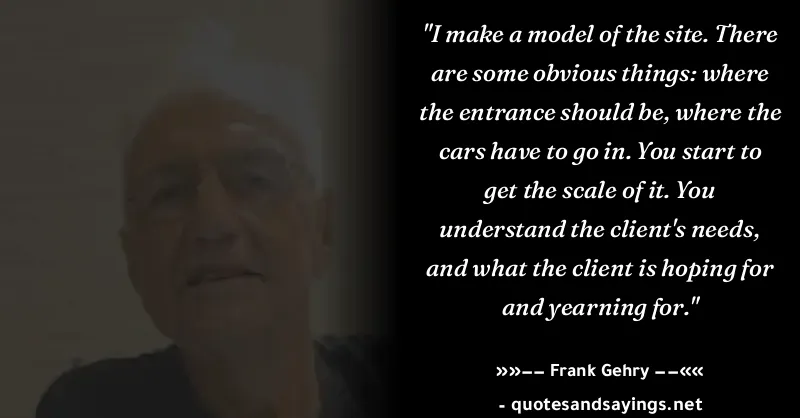 "I make a model of the site. There
are some obvious things: where
the entrance should be, where the
cars have to go in. You start to
get the scale of it. You
understand the client's needs,
and what the client is hoping for
and yearning for."
»»–– Frank Gehry ––««
- quotesandsayings.net